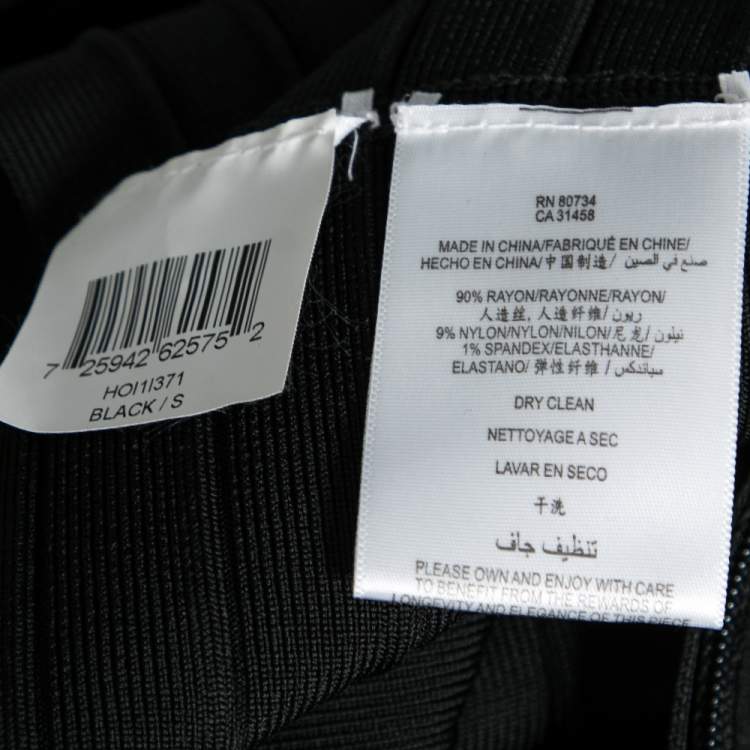 7 25942 62575 2
HOI1I371
BLACK / S
RN 80734
CA 31458
MADE IN CHINA/FABRIQUÉ EN CHINE/
HECHO EN CHINA/中国制造/ صنع في الصين
90% RAYON/RAYONNE/RAYON/
人造丝, 人造纤维/ ريون/
9% NYLON/NYLON/NILON/尼龙/نيلون/
1% SPANDEX/ELASTHANNE/
ELASTANO/ 弹性纤维 / سباندكس/
DRY CLEAN
NETTOYAGE A SEC
LAVAR EN SECO
干洗
تنظيف جاف
PLEASE OWN AND ENJOY WITH CARE
TO BENEFIT FROM THE REWARDS OF
LONGEVITY AND ELEGANCE OF THIS PIECE